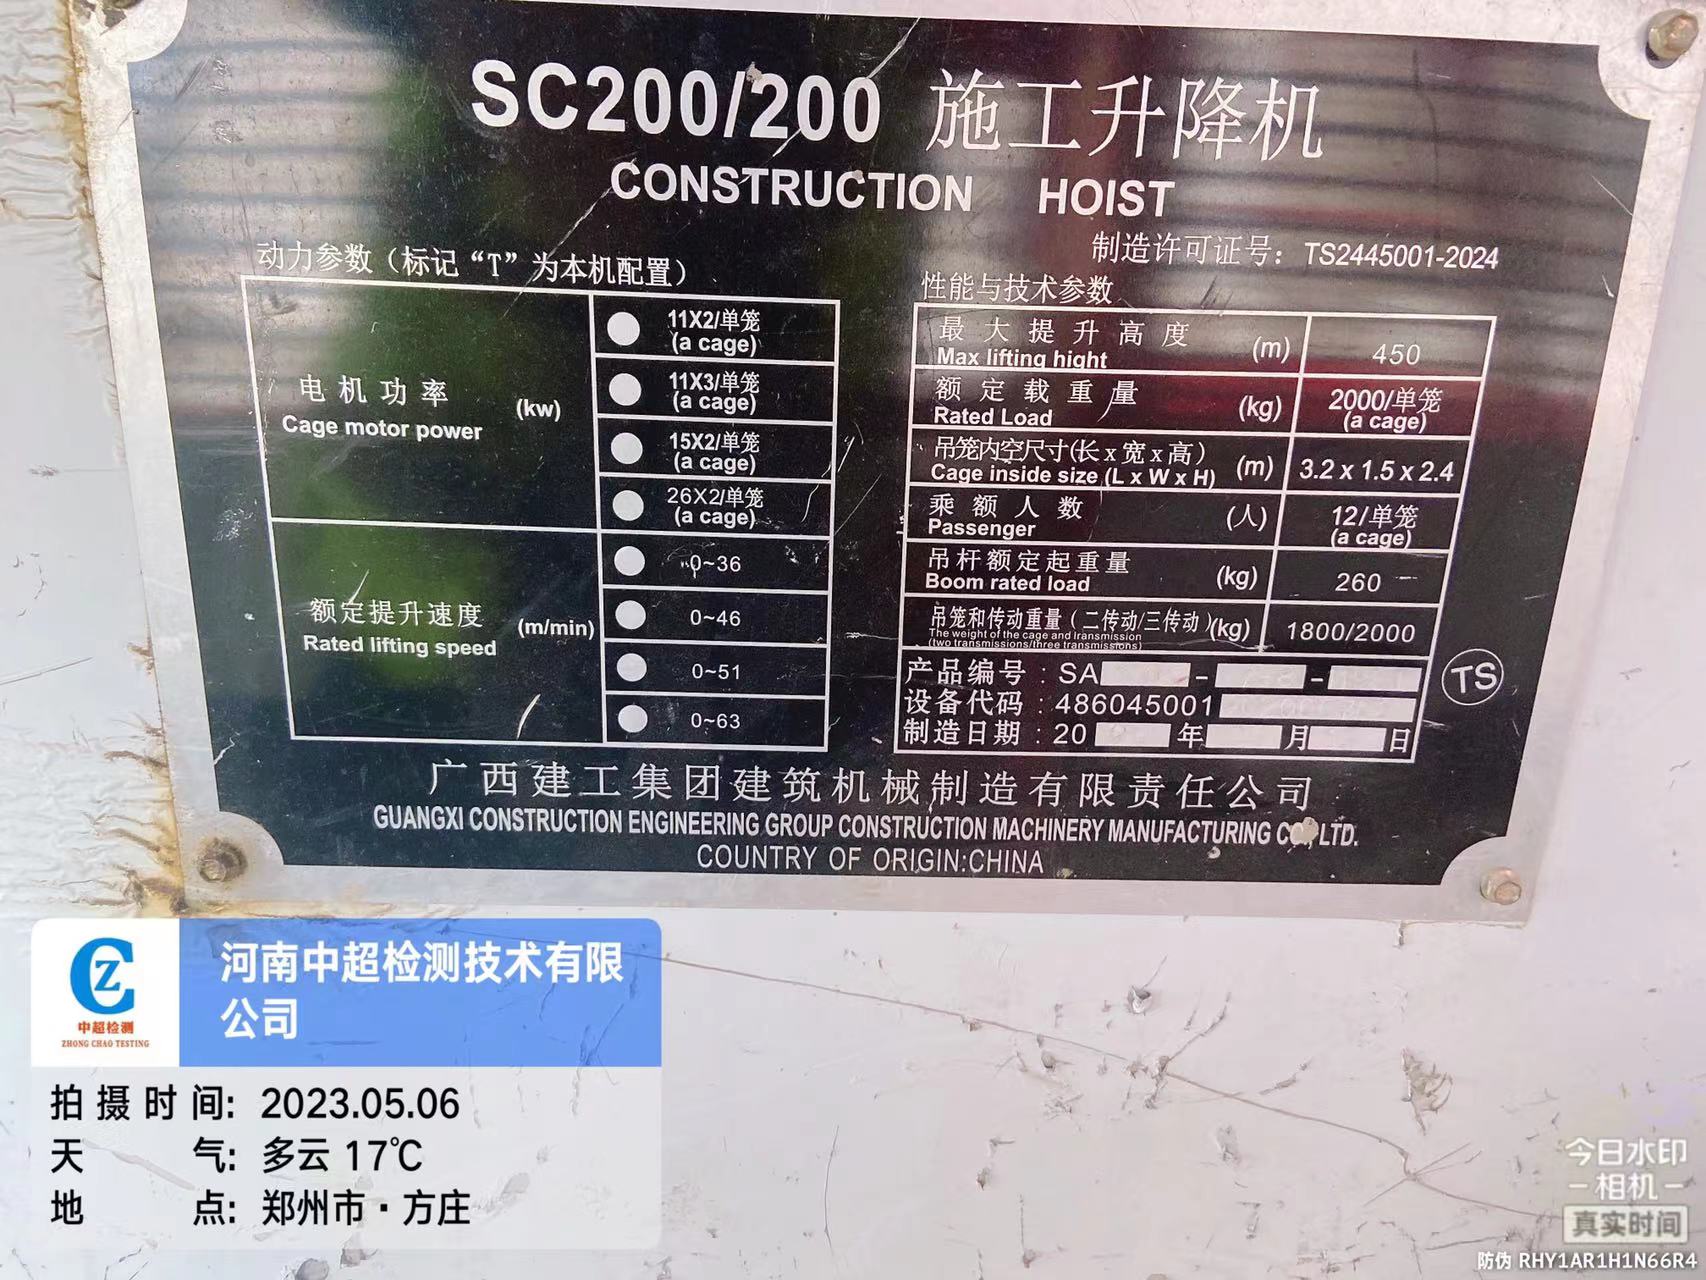 SC200/200 施工升降机
CONSTRUCTION HOIST
制造许可证号：TS2445001-2024
动力参数（标记“T”为本机配置）
电机功率
Cage motor power
(kw)
11X2/单笼
(a cage)
11X3/单笼
(a cage)
15X2/单笼
(a cage)
26X2/单笼
(a cage)
额定提升速度
Rated lifting speed
(m/min)
0~36
0~46
0~51
0~63
性能与技术参数
最大提升高度
Max lifting hight
(m)
450
额定载重量
Rated Load
(kg)
2000/单笼
(a cage)
吊笼内空尺寸(长x宽x高)
Cage inside size (L x W x H)
(m)
3.2 x 1.5 x 2.4
乘额人数
Passenger
(人)
12/单笼
(a cage)
吊杆额定起重量
Boom rated load
(kg)
260
吊笼和传动重量（二传动/三传动）
The weight of the cage and transmission
(two transmissions/three transmissions)
(kg)
1800/2000
产品编号：SA - -
设备代码：486045001
制造日期：20 年 月 日
TS
广西建工集团建筑机械制造有限责任公司
GUANGXI CONSTRUCTION ENGINEERING GROUP CONSTRUCTION MACHINERY MANUFACTURING CO., LTD.
COUNTRY OF ORIGIN:CHINA
CZ
中超检测
ZHONG CHAO TESTING
河南中超检测技术有限
公司
拍摄时间: 2023.05.06
天 气: 多云 17℃
地 点: 郑州市·方庄
今日水印
相机
真实时间
防伪 RHY1AR1H1N66R4